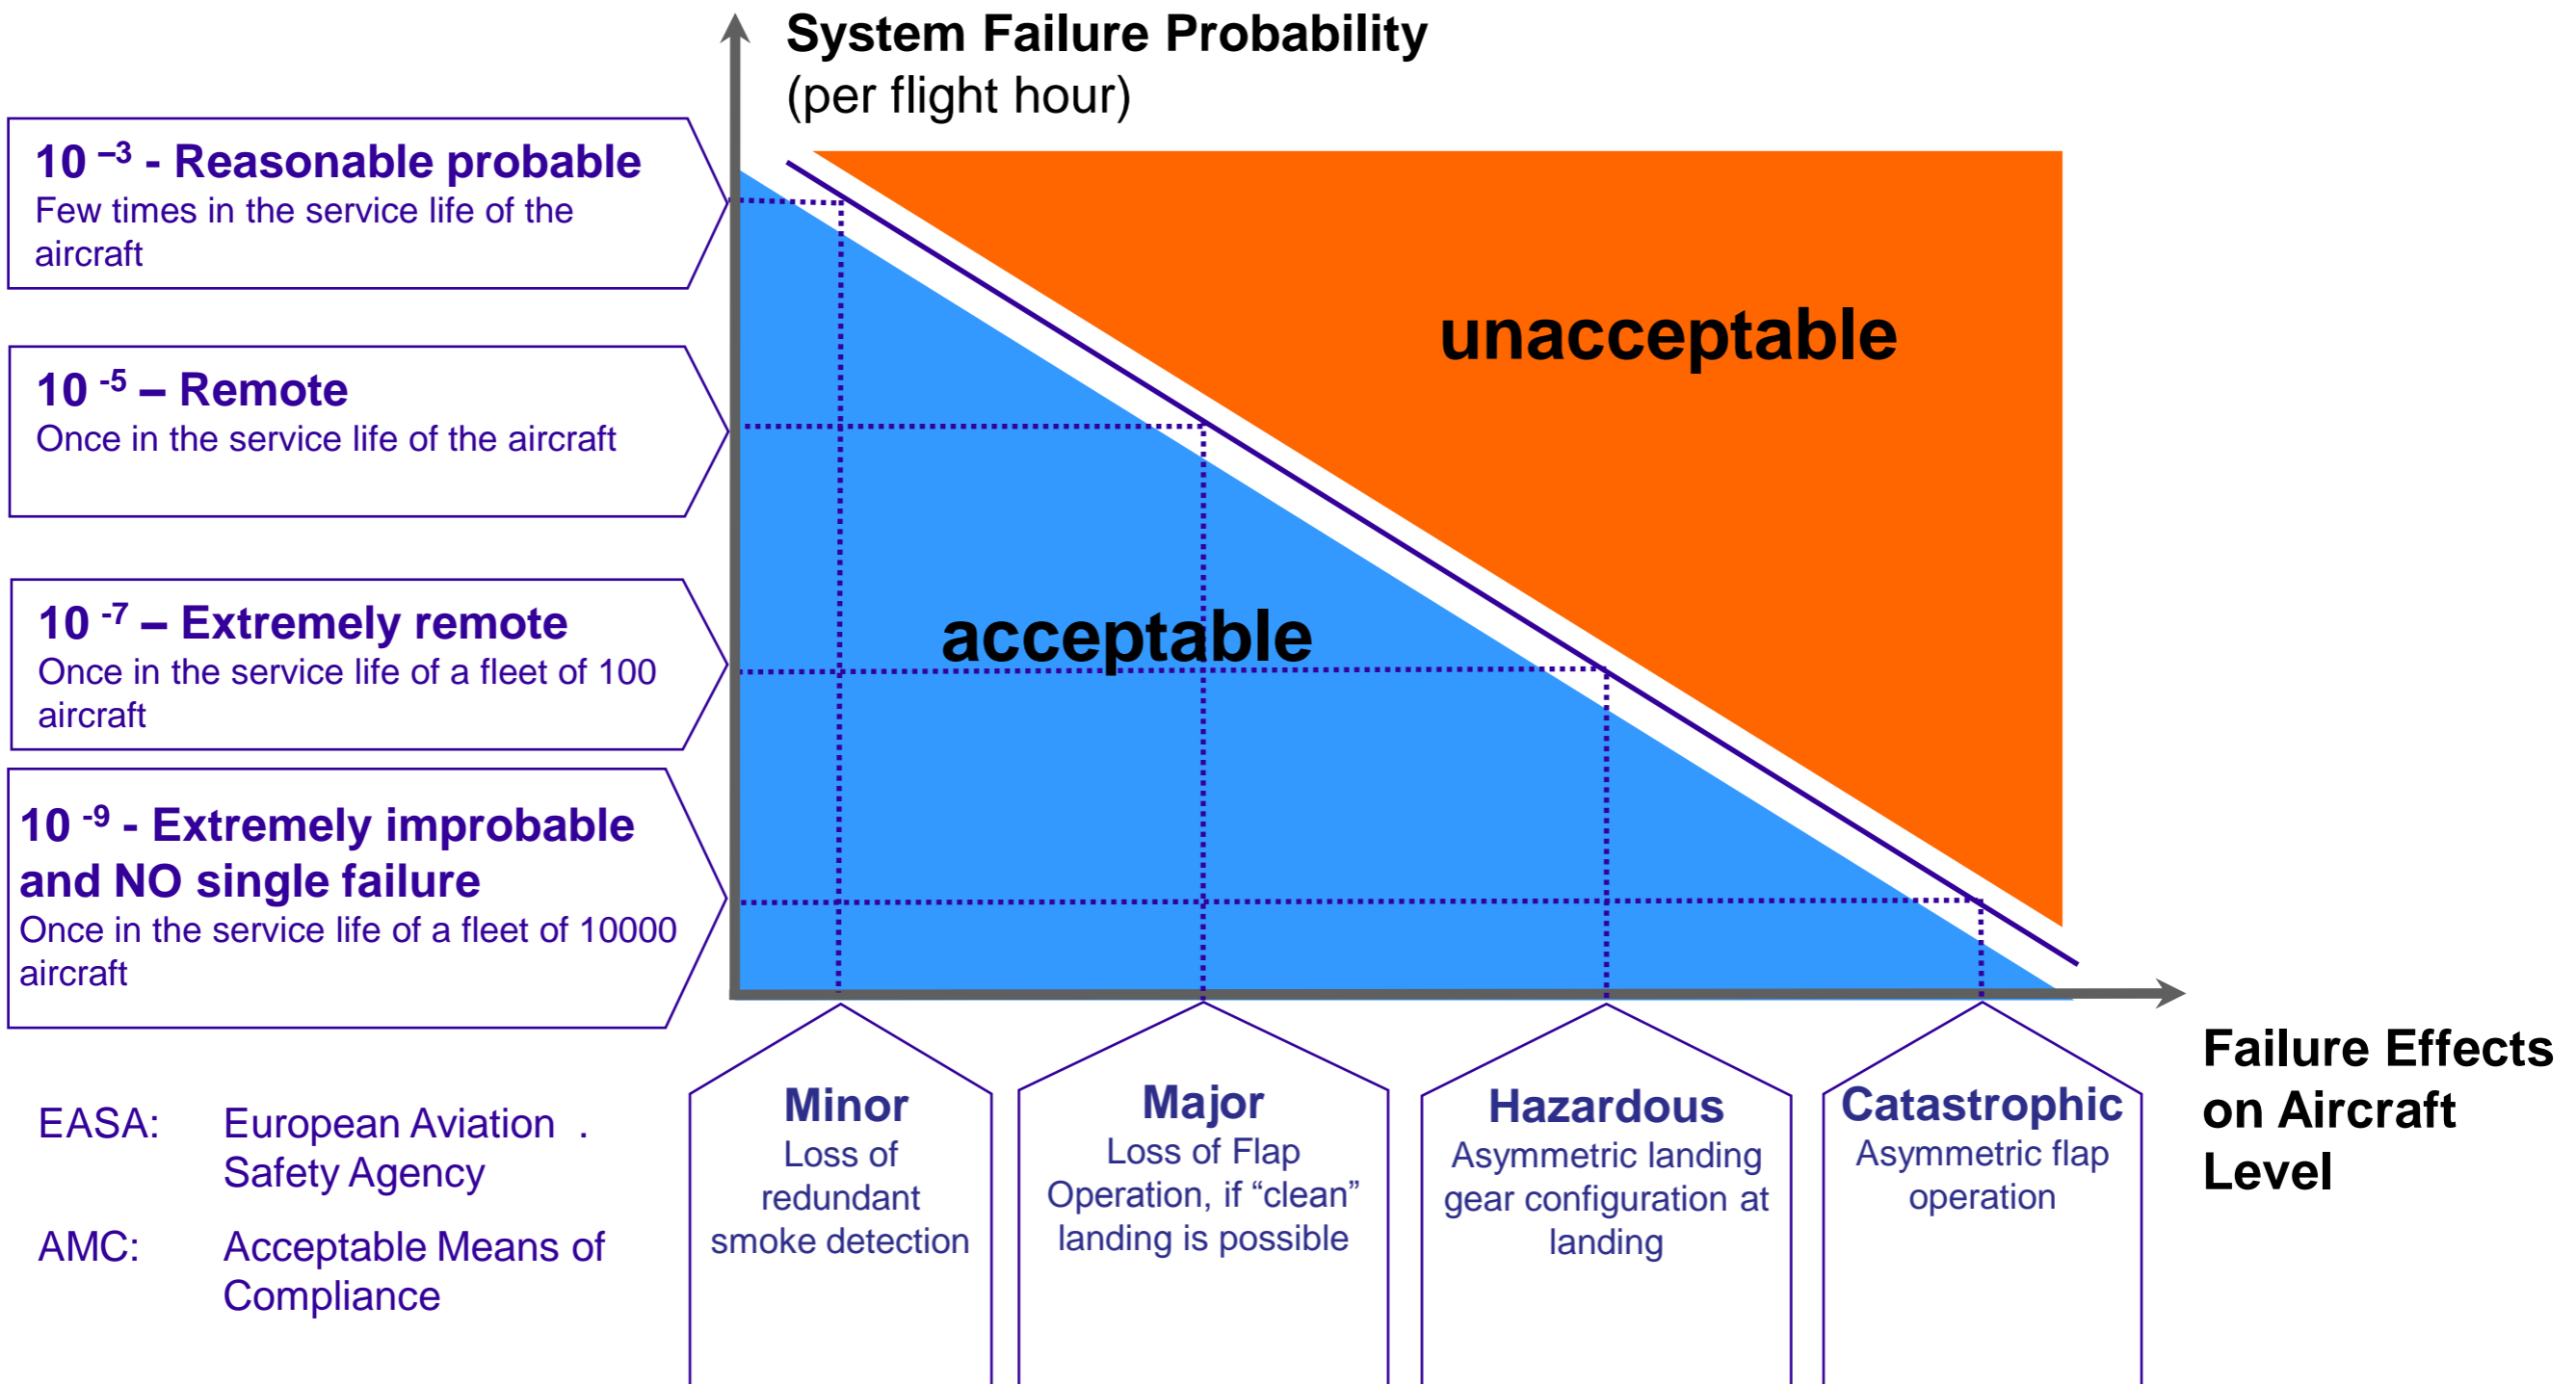 System Failure Probability
(per flight hour)
10 –3 - Reasonable probable
Few times in the service life of the
aircraft
10 -5 – Remote
Once in the service life of the aircraft
10 -7 – Extremely remote
Once in the service life of a fleet of 100
aircraft
10 -9 - Extremely improbable
and NO single failure
Once in the service life of a fleet of 10000
aircraft
unacceptable
acceptable
Minor
Loss of
redundant
smoke detection
Major
Loss of Flap
Operation, if “clean”
landing is possible
Hazardous
Asymmetric landing
gear configuration at
landing
Catastrophic
Asymmetric flap
operation
Failure Effects
on Aircraft
Level
EASA: European Aviation .
Safety Agency
AMC: Acceptable Means of
Compliance